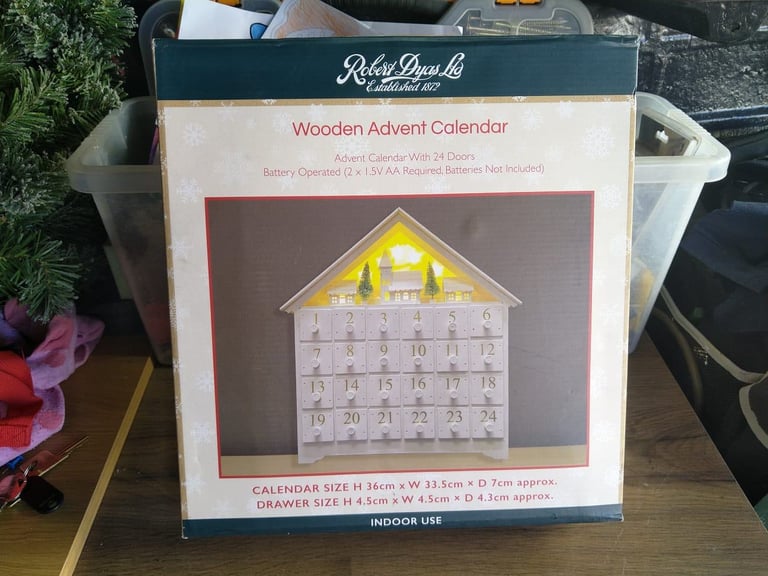 Robert Dyas Ltd
Established 1872
Wooden Advent Calendar
Advent Calendar With 24 Doors
Battery Operated (2 x 1.5V AA Required, Batteries Not Included)
1 2 3 4 5 6
7 8 9 10 11 12
13 14 15 16 17 18
19 20 21 22 23 24
CALENDAR SIZE H 36cm x W 33.5cm × D 7cm approx.
DRAWER SIZE H 4.5cm x W 4.5cm × D 4.3cm approx.
INDOOR USE